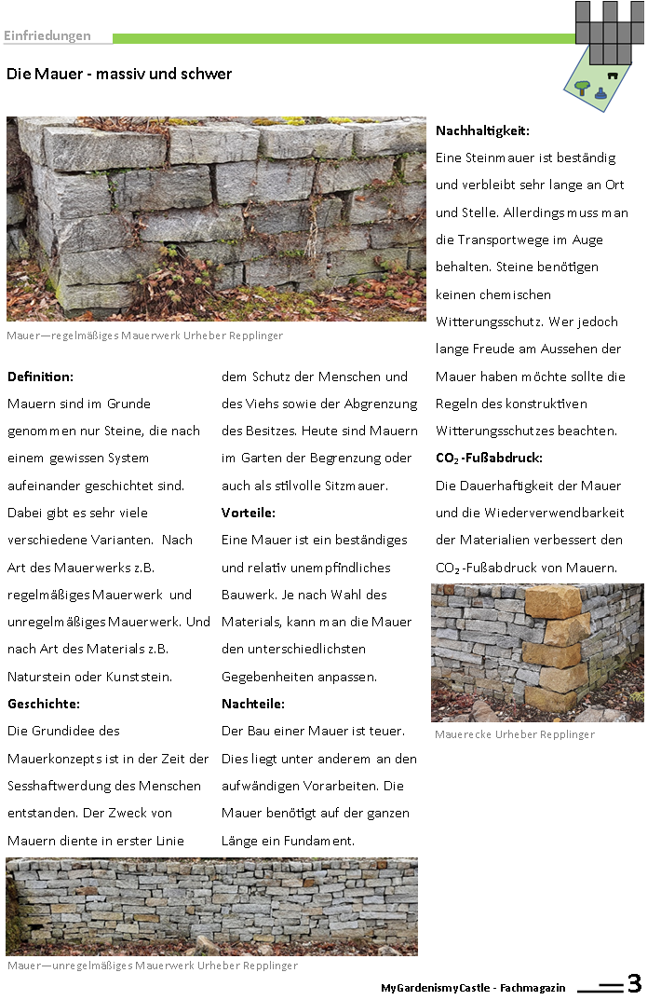 Einfriedungen
Die Mauer - massiv und schwer
Mauer—regelmäßiges Mauerwerk Urheber Repplinger
Definition:
Mauern sind im Grunde
genommen nur Steine, die nach
einem gewissen System
aufeinander geschichtet sind.
Dabei gibt es sehr viele
verschiedene Varianten.  Nach
Art des Mauerwerks z.B.
regelmäßiges Mauerwerk und
unregelmäßiges Mauerwerk. Und
nach Art des Materials z.B.
Naturstein oder Kunststein.
Geschichte:
Die Grundidee des
Mauerkonzepts ist in der Zeit der
Sesshaftwerdung des Menschen
entstanden. Der Zweck von
Mauern diente in erster Linie
dem Schutz der Menschen und
des Viehs sowie der Abgrenzung
des Besitzes. Heute sind Mauern
im Garten der Begrenzung oder
auch als stilvolle Sitzmauer.
Vorteile:
Eine Mauer ist ein beständiges
und relativ unempfindliches
Bauwerk. Je nach Wahl des
Materials, kann man die Mauer
den unterschiedlichsten
Gegebenheiten anpassen.
Nachteile:
Der Bau einer Mauer ist teuer.
Dies liegt unter anderem an den
aufwändigen Vorarbeiten. Die
Mauer benötigt auf der ganzen
Länge ein Fundament.
Nachhaltigkeit:
Eine Steinmauer ist beständig
und verbleibt sehr lange an Ort
und Stelle. Allerdings muss man
die Transportwege im Auge
behalten. Steine benötigen
keinen chemischen
Witterungsschutz. Wer jedoch
lange Freude am Aussehen der
Mauer haben möchte sollte die
Regeln des konstruktiven
Witterungsschutzes beachten.
CO₂ -Fußabdruck:
Die Dauerhaftigkeit der Mauer
und die Wiederverwendbarkeit
der Materialien verbessert den
CO₂ -Fußabdruck von Mauern.
Mauerecke Urheber Repplinger
Mauer—unregelmäßiges Mauerwerk Urheber Repplinger
MyGardenismyCastle - Fachmagazin
3